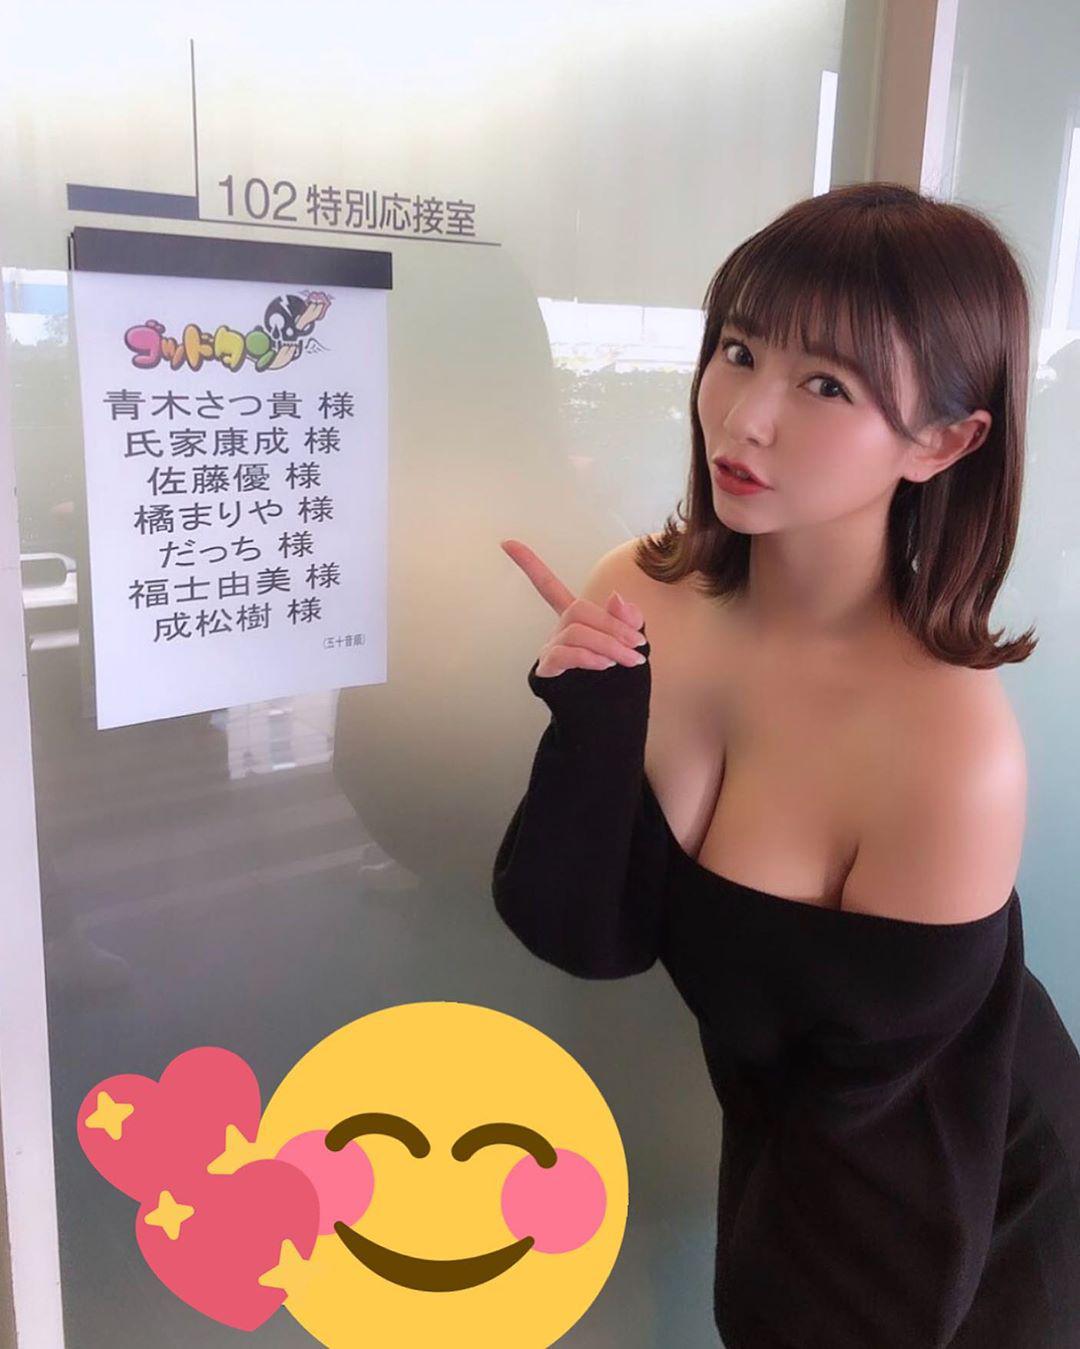 102 特別応接室
ゴッドタン
青木さつ貴 様
氏家康成 様
佐藤優 様
橘まりや 様
だっち 様
福士由美 様
成松樹 様
(五十音順)